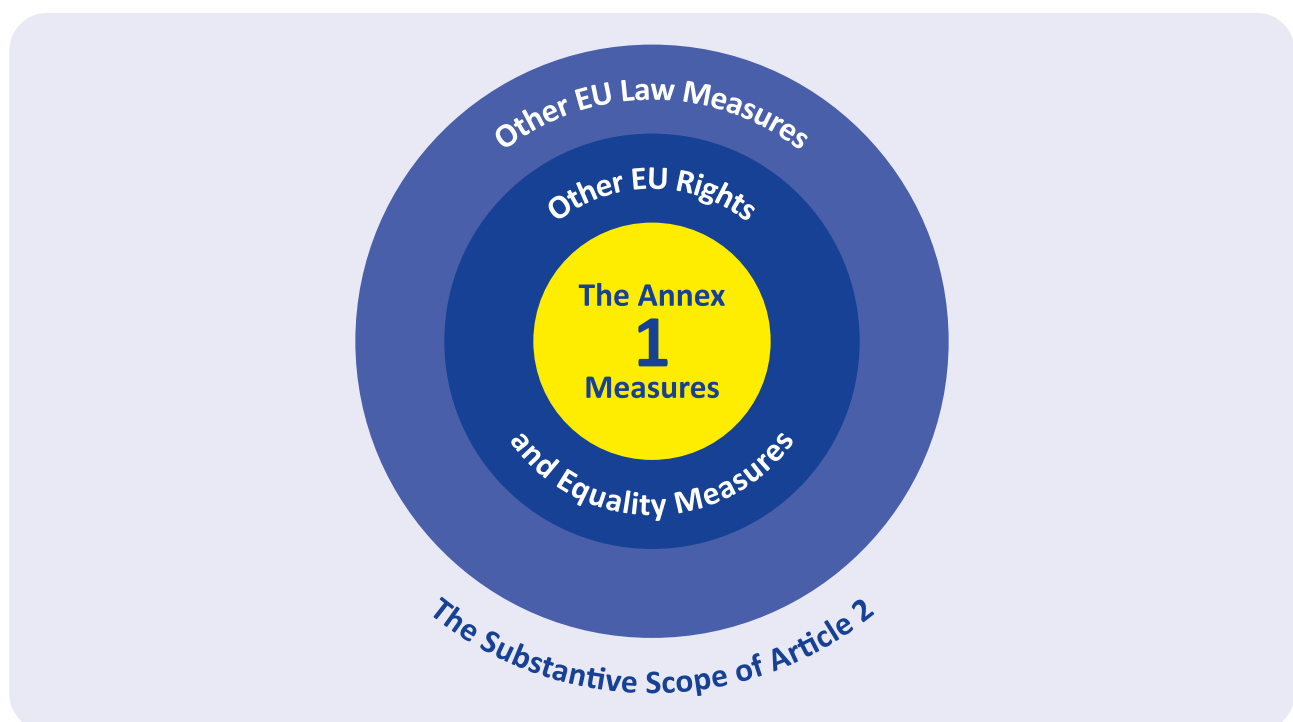 Other EU Law Measures
Other EU Rights
The Annex
1
Measures
and Equality Measures
The Substantive Scope of Article 2